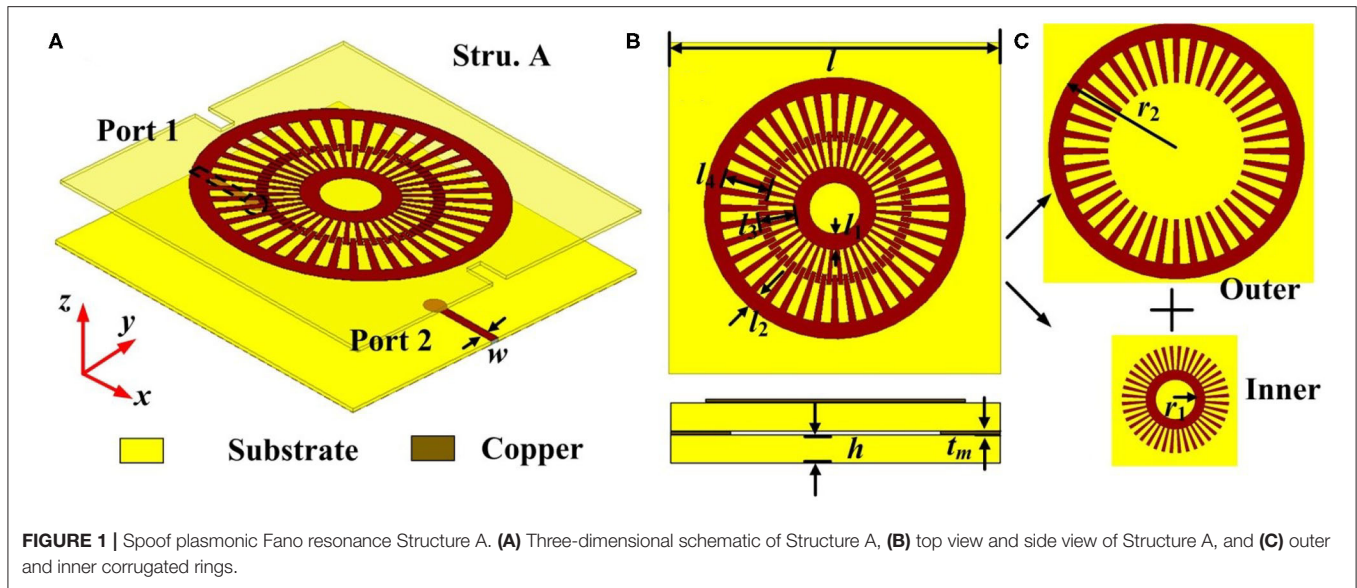 A
Stru. A
Port 1
Port 2
w
z
y
x
Substrate
Copper
B
l
l4
l3
l1
l2
h
tm
C
r2
Outer
+
Inner
r1
FIGURE 1 | Spoof plasmonic Fano resonance Structure A. (A) Three-dimensional schematic of Structure A, (B) top view and side view of Structure A, and (C) outer
and inner corrugated rings.